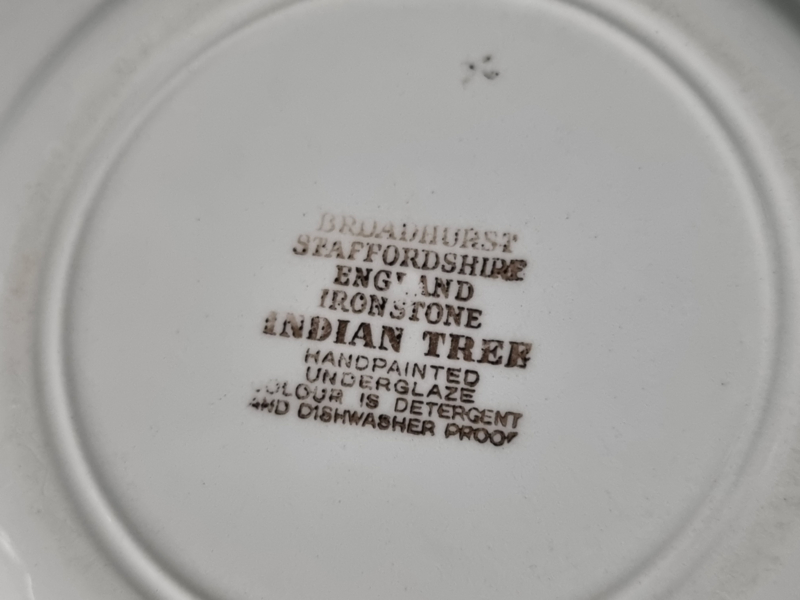 BROADHURST
STAFFORDSHIRE
ENGLAND
IRONSTONE
INDIAN TREE
HANDPAINTED
UNDERGLAZE
COLOUR IS DETERGENT
AND DISHWASHER PROOF